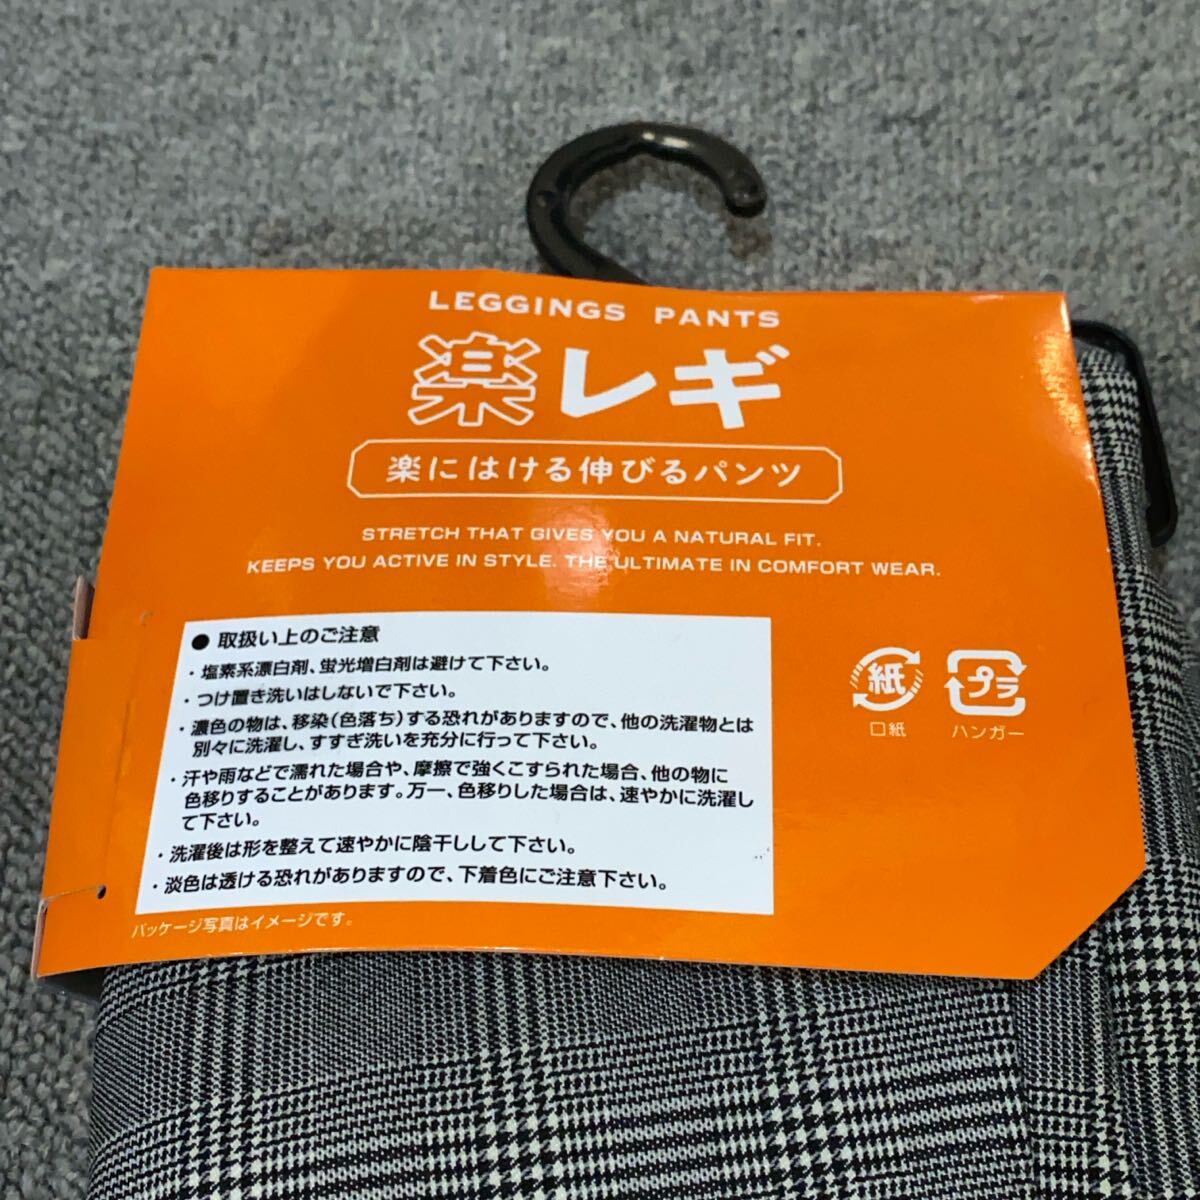 LEGGINGS PANTS
楽レギ
楽にはける伸びるパンツ
STRETCH THAT GIVES YOU A NATURAL FIT.
KEEPS YOU ACTIVE IN STYLE. THE ULTIMATE IN COMFORT WEAR.
● 取扱い上のご注意
・塩素系漂白剤、蛍光増白剤は避けて下さい。
・つけ置き洗いはしないで下さい。
・濃色の物は、移染(色落ち)する恐れがありますので、他の洗濯物とは
別々に洗濯し、すすぎ洗いを充分に行って下さい。
・汗や雨などで濡れた場合や、摩擦で強くこすられた場合、他の物に
色移りすることがあります。万一、色移りした場合は、速やかに洗濯し
て下さい。
・洗濯後は形を整えて速やかに陰干しして下さい。
・淡色は透ける恐れがありますので、下着色にご注意下さい。
パッケージ写真はイメージです。
紙
口紙
プラ
ハンガー